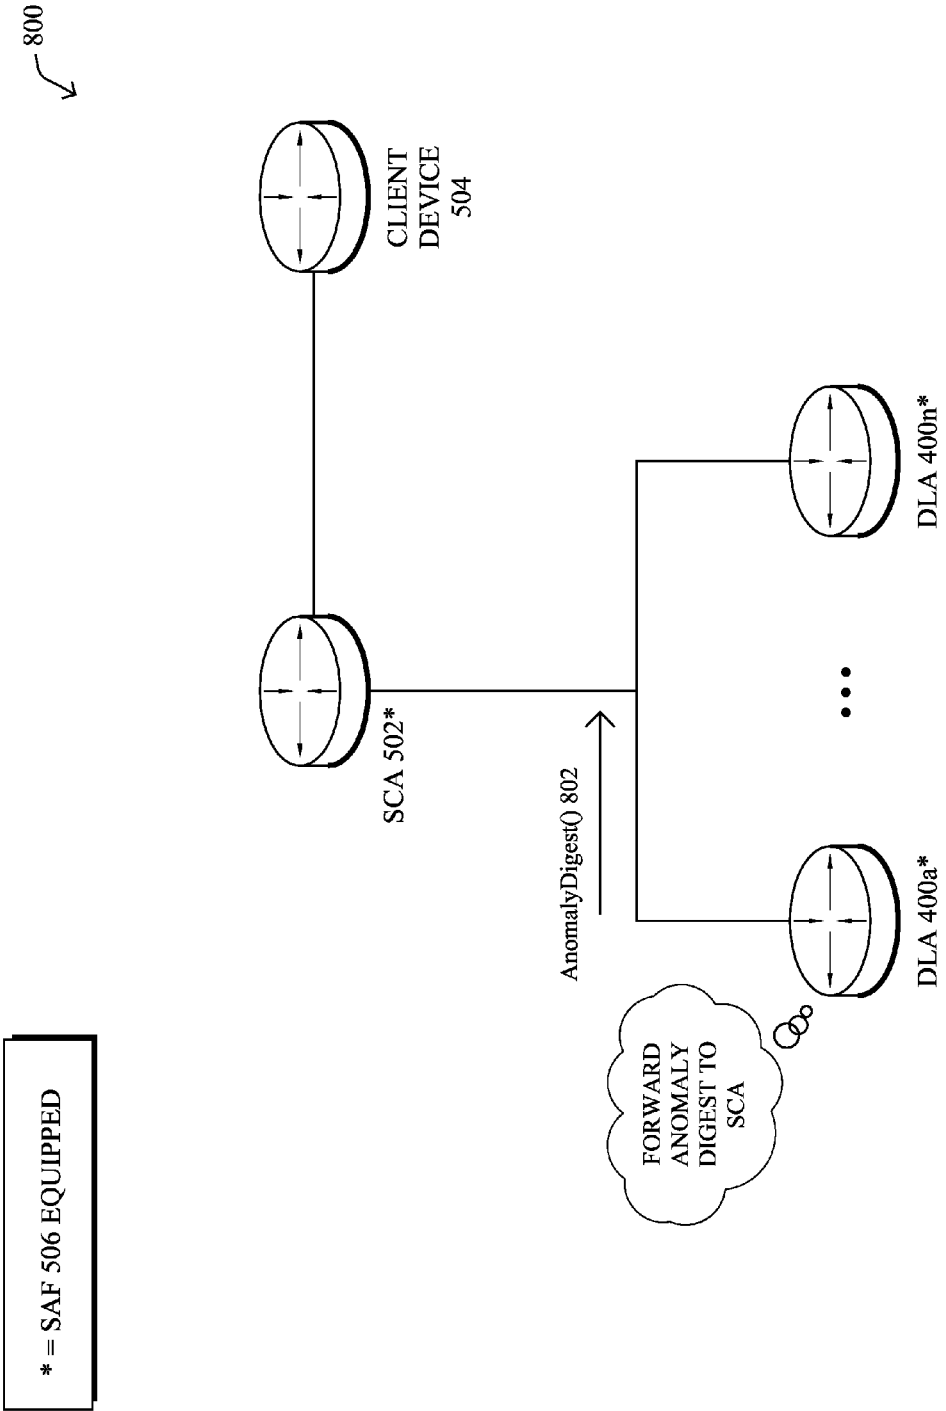 * = SAF 506 EQUIPPED
800
SCA 502*
CLIENT
DEVICE
504
AnomalyDigest() 802
FORWARD
ANOMALY
DIGEST TO
SCA
DLA 400a*
DLA 400n*